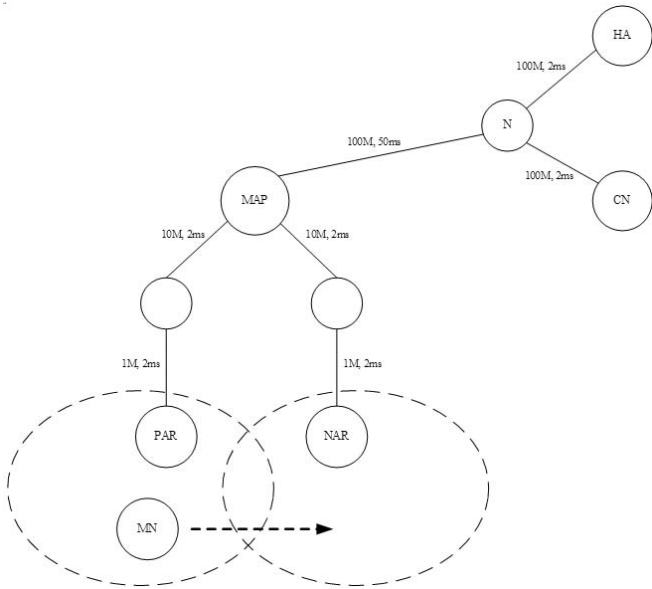 HA
100M, 2ms
N
100M, 50ms
100M, 2ms
CN
MAP
10M, 2ms
10M, 2ms
1M, 2ms
1M, 2ms
PAR
NAR
MN